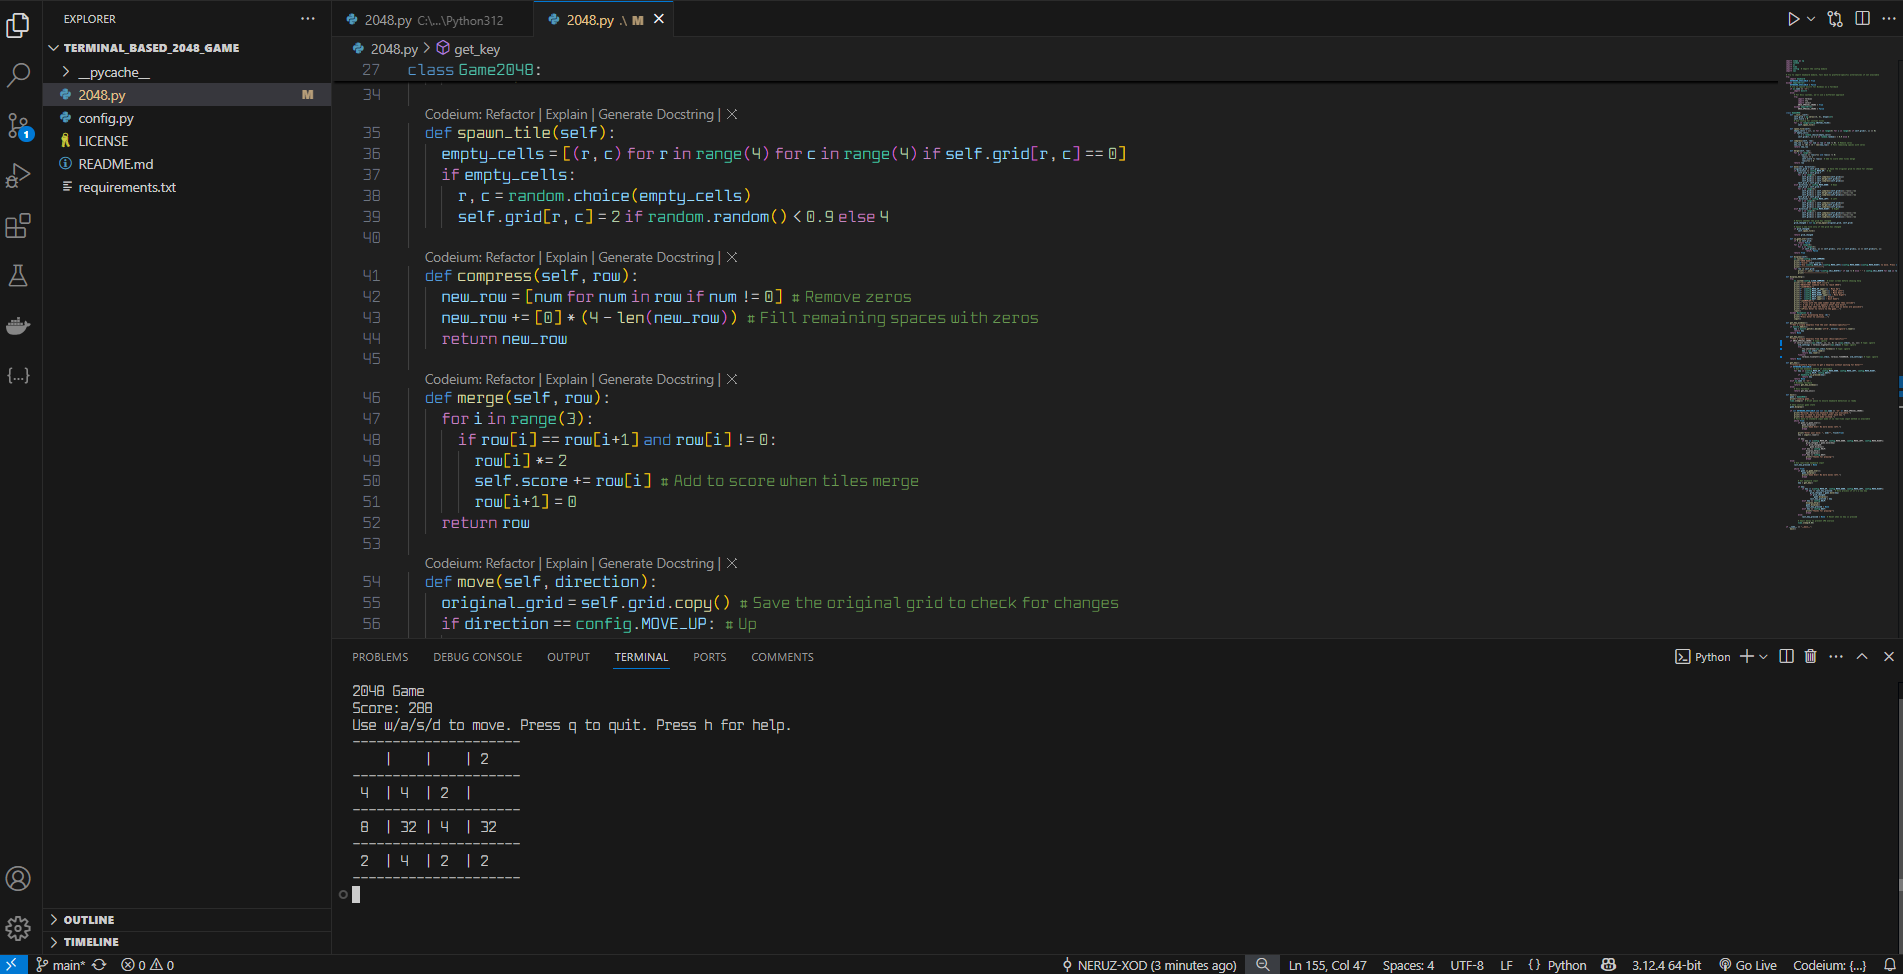 EXPLORER
TERMINAL_BASED_2048_GAME
__pycache__
2048.py M
config.py
LICENSE
README.md
requirements.txt
OUTLINE
TIMELINE
1
2048.py C:\...\Python312
2048.py .\ M
2048.py > get_key
27 class Game2048:
34
Codeium: Refactor | Explain | Generate Docstring | X
35 def spawn_tile(self):
36 empty_cells = [(r, c) for r in range(4) for c in range(4) if self.grid[r, c] == 0]
37 if empty_cells:
38 r, c = random.choice(empty_cells)
39 self.grid[r, c] = 2 if random.random() < 0.9 else 4
40
Codeium: Refactor | Explain | Generate Docstring | X
41 def compress(self, row):
42 new_row = [num for num in row if num != 0] # Remove zeros
43 new_row += [0] * (4 - len(new_row)) # Fill remaining spaces with zeros
44 return new_row
45
Codeium: Refactor | Explain | Generate Docstring | X
46 def merge(self, row):
47 for i in range(3):
48 if row[i] == row[i+1] and row[i] != 0:
49 row[i] *= 2
50 self.score += row[i] # Add to score when tiles merge
51 row[i+1] = 0
52 return row
53
Codeium: Refactor | Explain | Generate Docstring | X
54 def move(self, direction):
55 original_grid = self.grid.copy() # Save the original grid to check for changes
56 if direction == config.MOVE_UP: # Up
PROBLEMS DEBUG CONSOLE OUTPUT TERMINAL PORTS COMMENTS
Python
2048 Game
Score: 288
Use w/a/s/d to move. Press q to quit. Press h for help.
---------------------
| | | 2
---------------------
4 | 4 | 2 |
---------------------
8 | 32 | 4 | 32
---------------------
2 | 4 | 2 | 2
---------------------
main* 0 0 NERUZ-XOD (3 minutes ago) Ln 155, Col 47 Spaces: 4 UTF-8 LF {} Python 3.12.4 64-bit Go Live Codeium: {...}